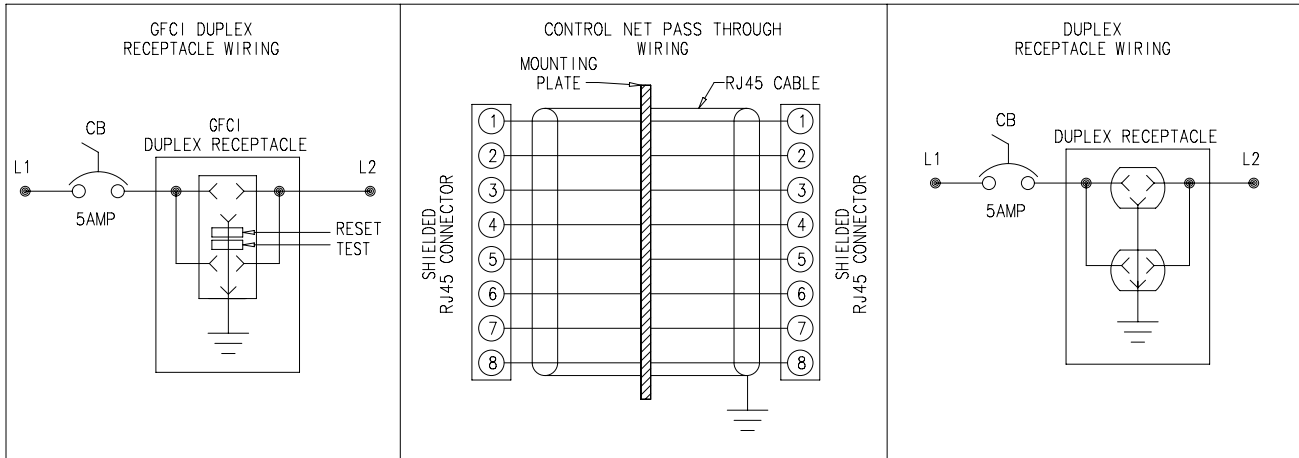 GFCI DUPLEX
RECEPTACLE WIRING
CB
GFCI
DUPLEX RECEPTACLE
L1
L2
5AMP
RESET
TEST
CONTROL NET PASS THROUGH
WIRING
MOUNTING
PLATE
RJ45 CABLE
SHIELDED
RJ45 CONNECTOR
1
2
3
4
5
6
7
8
1
2
3
4
5
6
7
8
SHIELDED
RJ45 CONNECTOR
DUPLEX
RECEPTACLE WIRING
CB
DUPLEX RECEPTACLE
L1
L2
5AMP